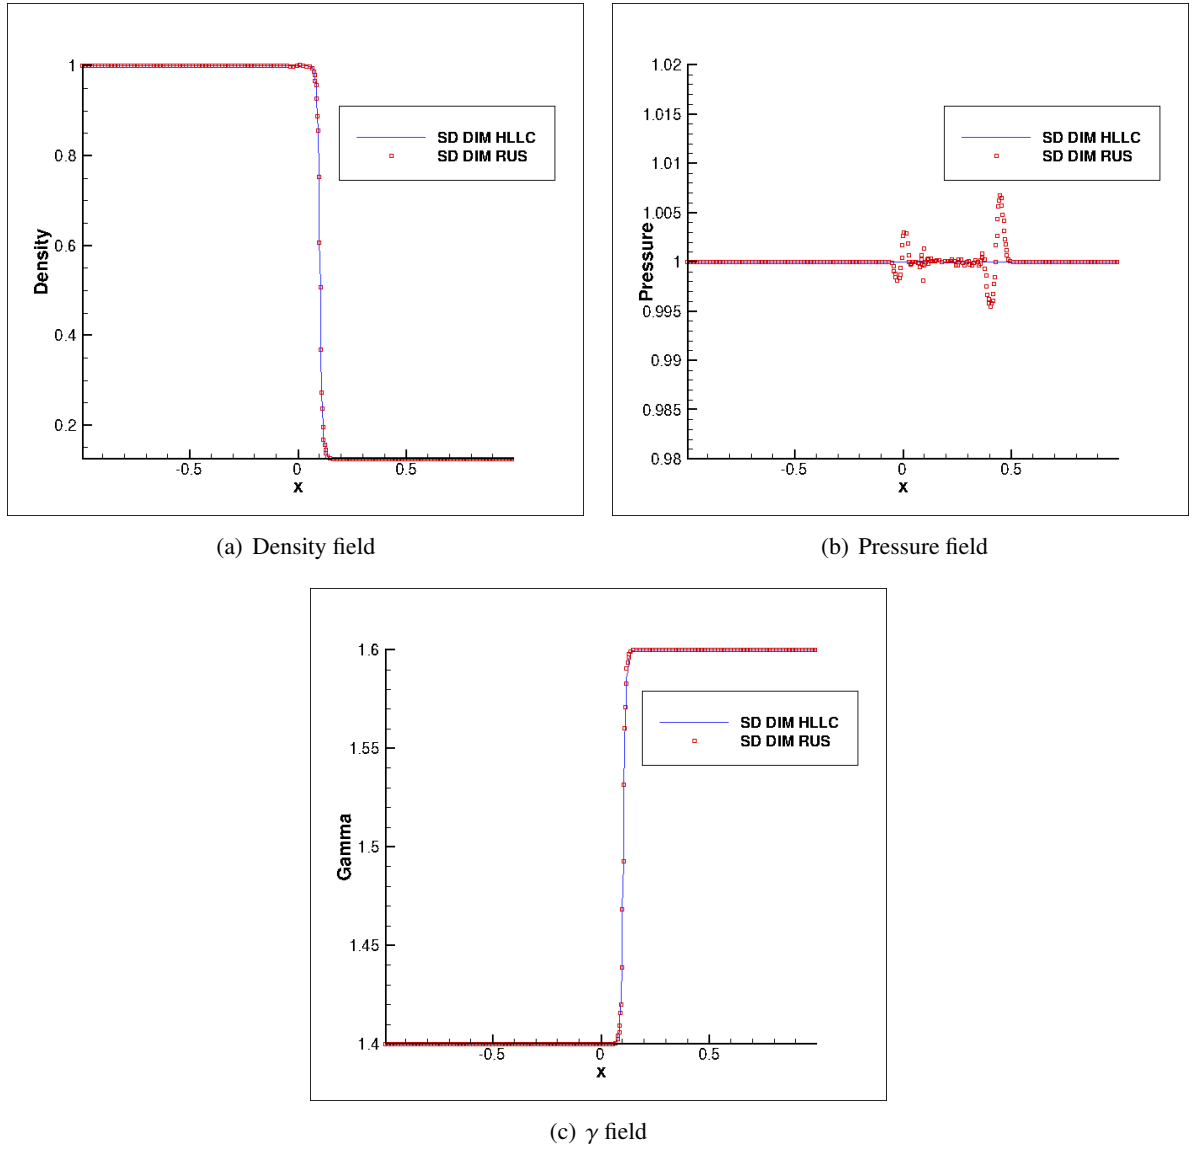 1
0.8
0.6
0.4
0.2
-0.5
0
0.5
x
Density
SD DIM HLLC
SD DIM RUS
(a) Density field
1.02
1.015
1.01
1.005
1
0.995
0.99
0.985
0.98
-0.5
0
0.5
x
Pressure
SD DIM HLLC
SD DIM RUS
(b) Pressure field
1.6
1.55
1.5
1.45
1.4
-0.5
0
0.5
x
Gamma
SD DIM HLLC
SD DIM RUS
(c) γ field